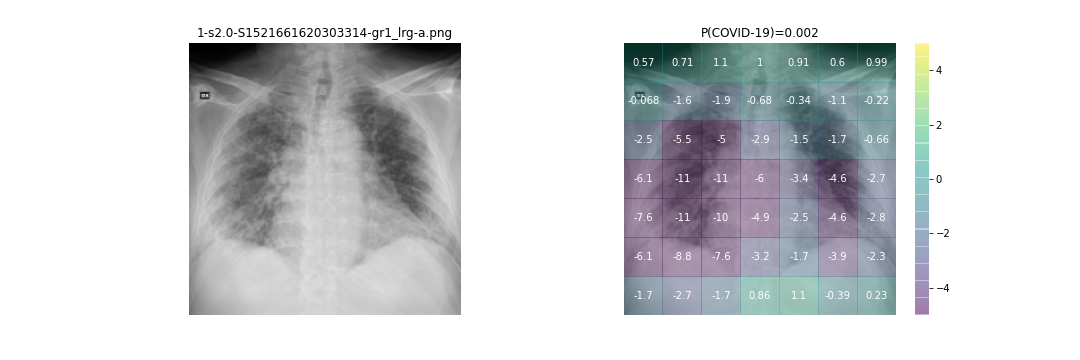 1-s2.0-S1521661620303314-gr1_lrg-a.png
P(COVID-19)=0.002
0.57 0.71 1.1 1 0.91 0.6 0.99
-0.068 -1.6 -1.9 -0.68 -0.34 -1.1 -0.22
-2.5 -5.5 -5 -2.9 -1.5 -1.7 -0.66
-6.1 -11 -11 -6 -3.4 -4.6 -2.7
-7.6 -11 -10 -4.9 -2.5 -4.6 -2.8
-6.1 -8.8 -7.6 -3.2 -1.7 -3.9 -2.3
-1.7 -2.7 -1.7 0.86 1.1 -0.39 0.23
4
2
0
−2
−4